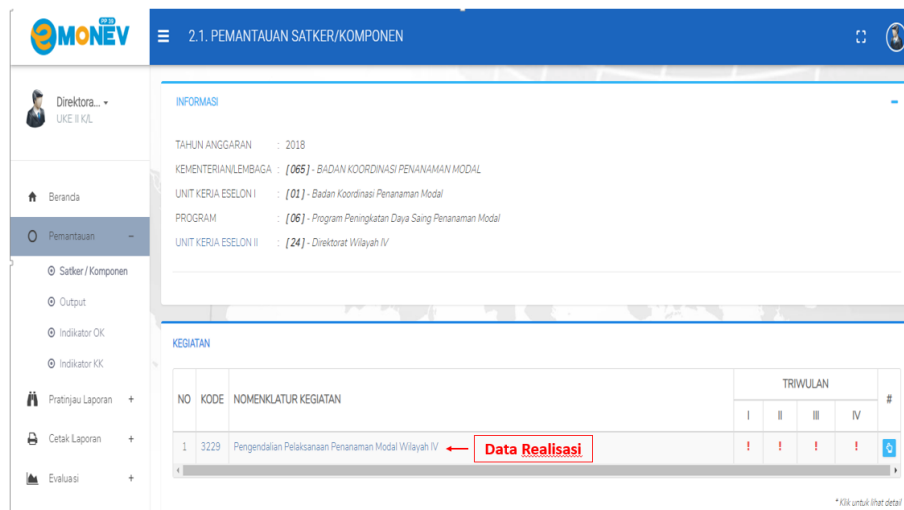 PP 39
eMONEV
2.1. PEMANTAUAN SATKER/KOMPONEN
Direktora...
UKE II K/L
Beranda
Pemantauan −
Satker / Komponen
Output
Indikator OK
Indikator KK
Pratinjau Laporan +
Cetak Laporan +
Evaluasi +
INFORMASI −
TAHUN ANGGARAN : 2018
KEMENTERIAN/LEMBAGA : [065] - BADAN KOORDINASI PENANAMAN MODAL
UNIT KERJA ESELON I : [01] - Badan Koordinasi Penanaman Modal
PROGRAM : [06] - Program Peningkatan Daya Saing Penanaman Modal
UNIT KERJA ESELON II : [24] - Direktorat Wilayah IV
KEGIATAN
NO KODE NOMENKLATUR KEGIATAN TRIWULAN #
I II III IV
1 3229 Pengendalian Pelaksanaan Penanaman Modal Wilayah IV Data Realisasi ! ! ! !
* Klik untuk lihat detail